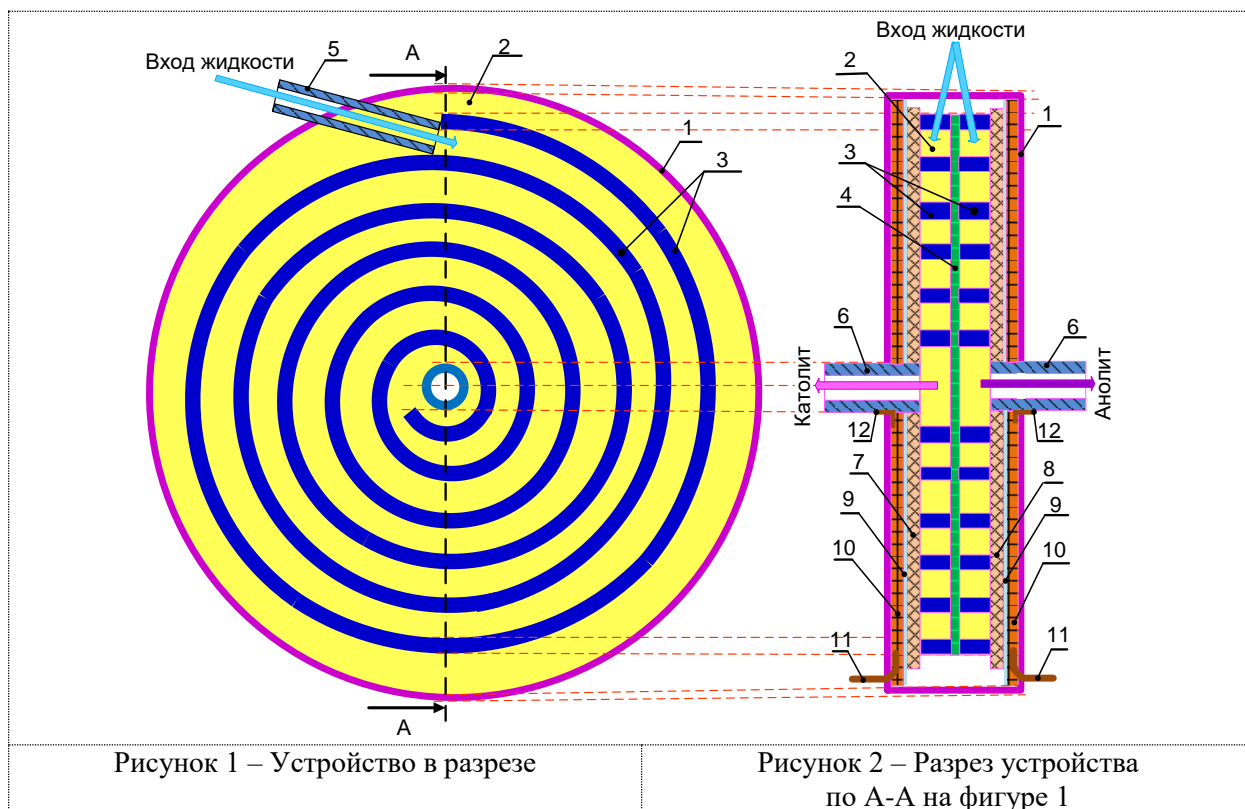 Вход жидкости
5
А
2
1
3
А
Вход жидкости
2
1
3
4
6
6
Католит
Анолит
12
12
7
8
9
9
10
10
11
11
Рисунок 1 – Устройство в разрезе
Рисунок 2 – Разрез устройства
по А-А на фигуре 1